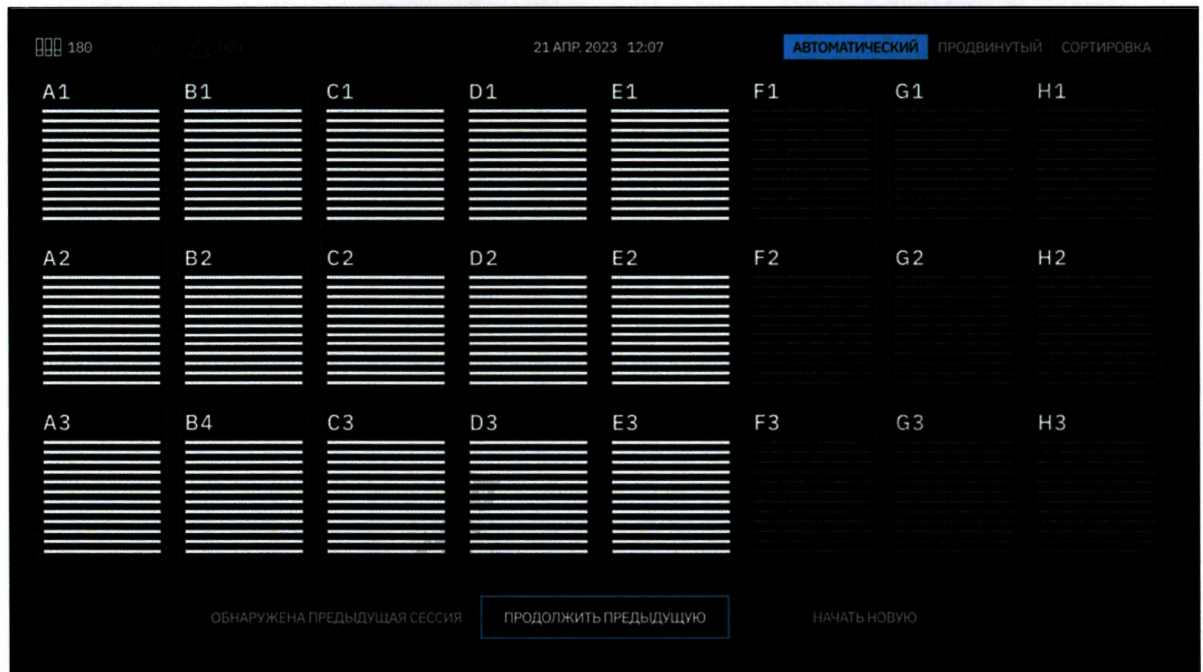 180
21 АПР. 2023 12:07
АВТОМАТИЧЕСКИЙ ПРОДВИНУТЫЙ СОРТИРОВКА
A1 B1 C1 D1 E1 F1 G1 H1
A2 B2 C2 D2 E2 F2 G2 H2
A3 B4 C3 D3 E3 F3 G3 H3
ОБНАРУЖЕНА ПРЕДЫДУЩАЯ СЕССИЯ
ПРОДОЛЖИТЬ ПРЕДЫДУЩУЮ
НАЧАТЬ НОВУЮ